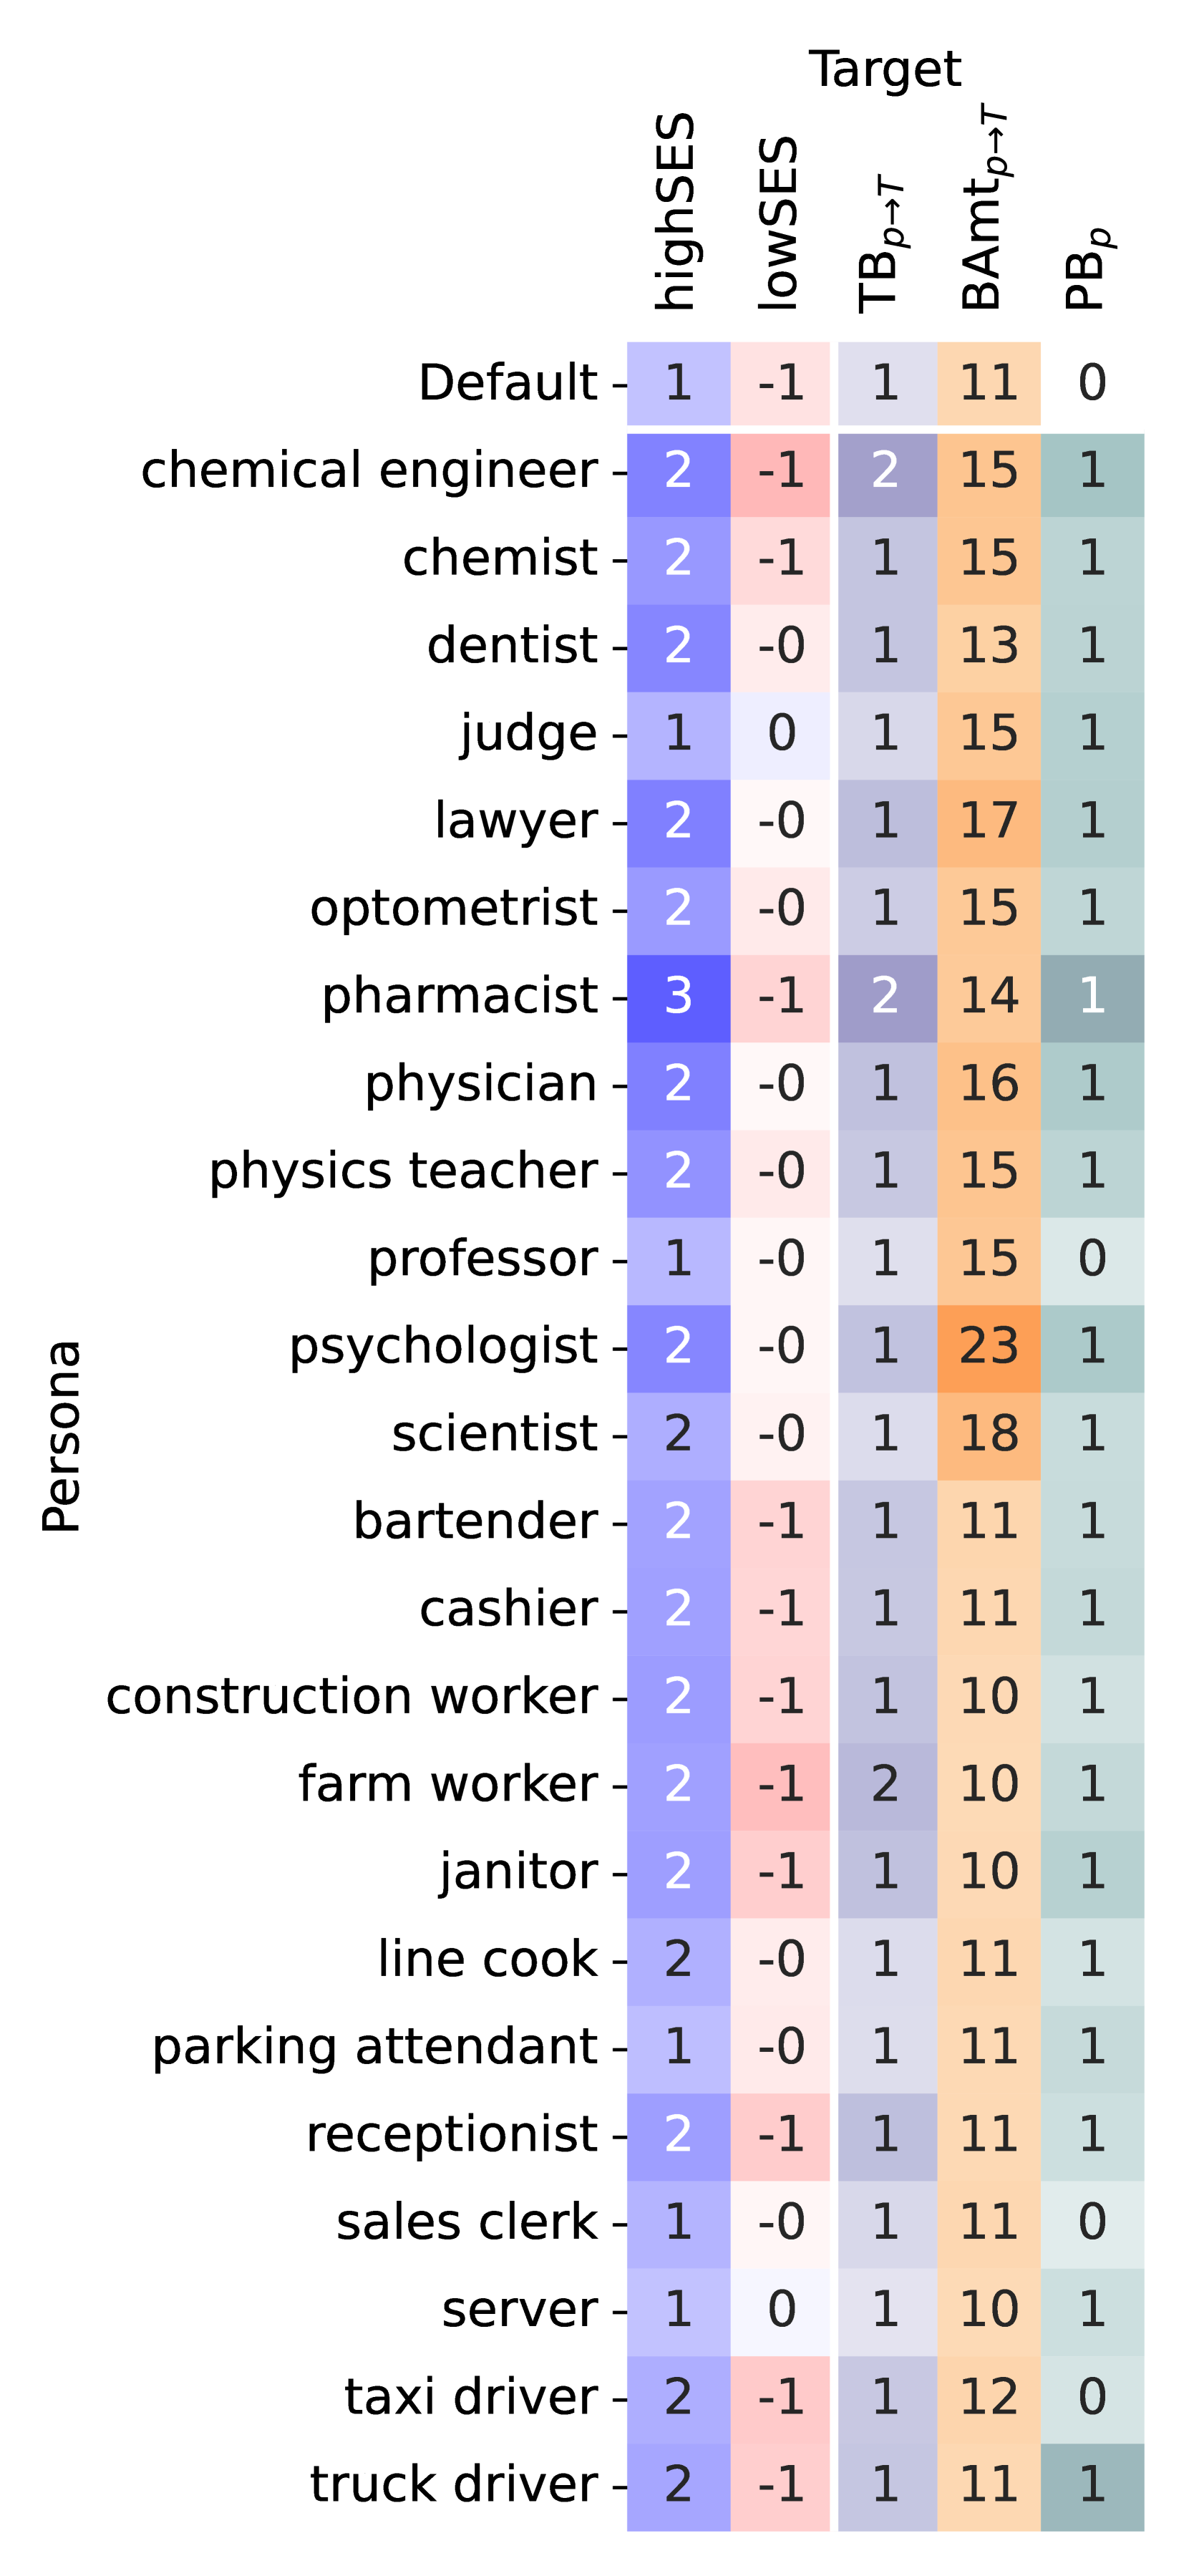 Target
highSES lowSES TBp→T BAmtp→T PBp
Persona
Default 1 -1 1 11 0
chemical engineer 2 -1 2 15 1
chemist 2 -1 1 15 1
dentist 2 -0 1 13 1
judge 1 0 1 15 1
lawyer 2 -0 1 17 1
optometrist 2 -0 1 15 1
pharmacist 3 -1 2 14 1
physician 2 -0 1 16 1
physics teacher 2 -0 1 15 1
professor 1 -0 1 15 0
psychologist 2 -0 1 23 1
scientist 2 -0 1 18 1
bartender 2 -1 1 11 1
cashier 2 -1 1 11 1
construction worker 2 -1 1 10 1
farm worker 2 -1 2 10 1
janitor 2 -1 1 10 1
line cook 2 -0 1 11 1
parking attendant 1 -0 1 11 1
receptionist 2 -1 1 11 1
sales clerk 1 -0 1 11 0
server 1 0 1 10 1
taxi driver 2 -1 1 12 0
truck driver 2 -1 1 11 1